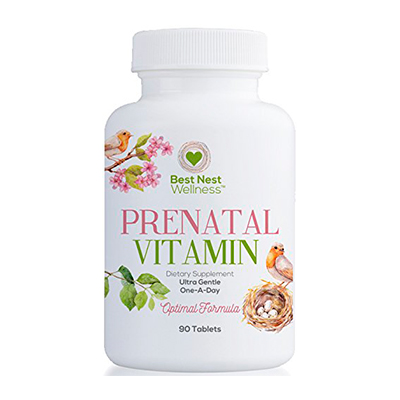 Best Nest
Wellness™
PRENATAL
VITAMIN
Dietary Supplement
Ultra Gentle
One-A-Day
Optimal Formula
90 Tablets